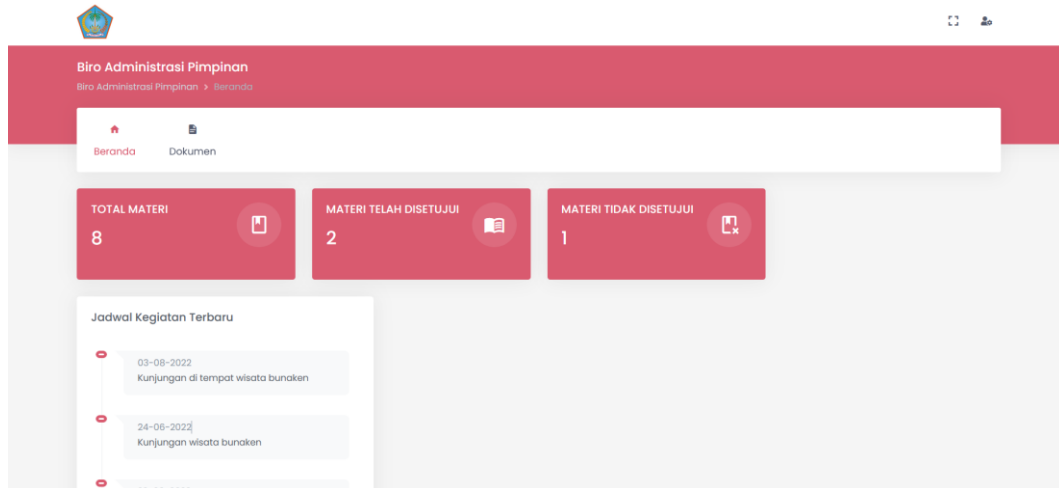 Biro Administrasi Pimpinan
Biro Administrasi Pimpinan > Beranda
Beranda
Dokumen
TOTAL MATERI
8
MATERI TELAH DISETUJUI
2
MATERI TIDAK DISETUJUI
1
Jadwal Kegiatan Terbaru
03-08-2022
Kunjungan di tempat wisata bunaken
24-06-2022
Kunjungan wisata bunaken